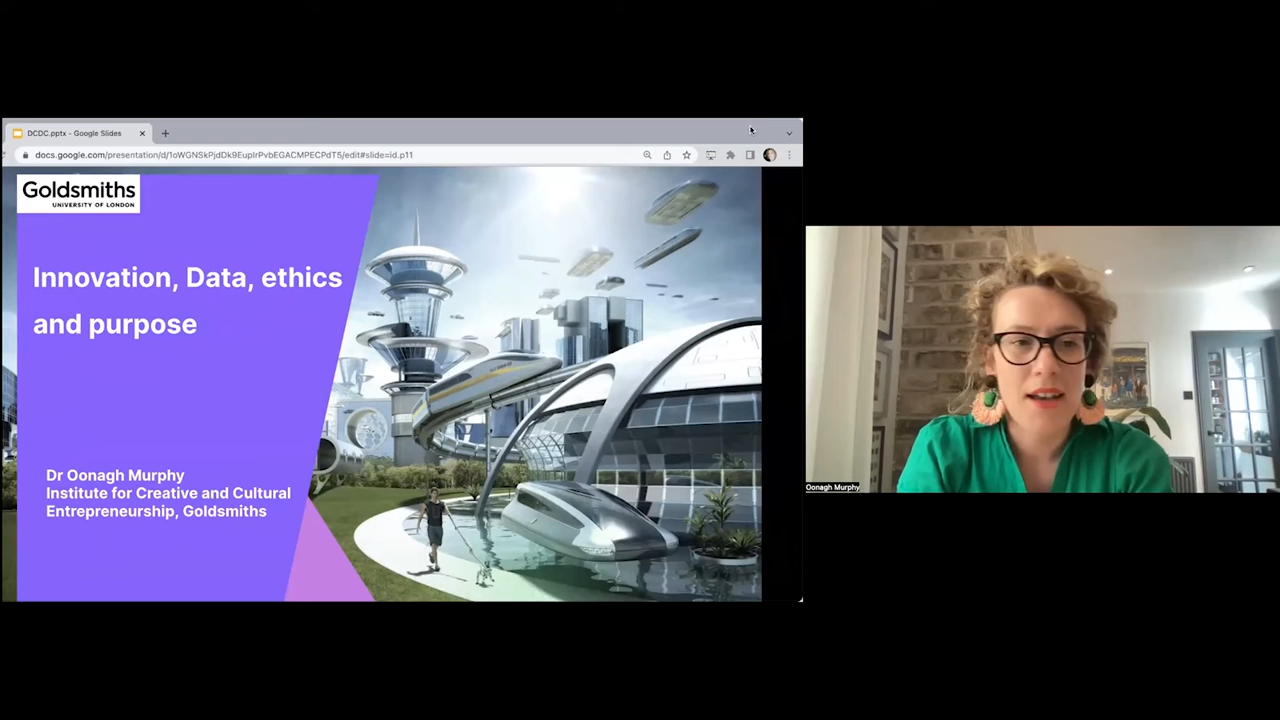 DCDC.pptx - Google Slides
docs.google.com/presentation/d/1oWGNSkPjdDk9EuplrPvbEGACMPECPdT5/edit#slide=id.p11
Goldsmiths
UNIVERSITY OF LONDON
Innovation, Data, ethics
and purpose
Dr Oonagh Murphy
Institute for Creative and Cultural
Entrepreneurship, Goldsmiths
Oonagh Murphy